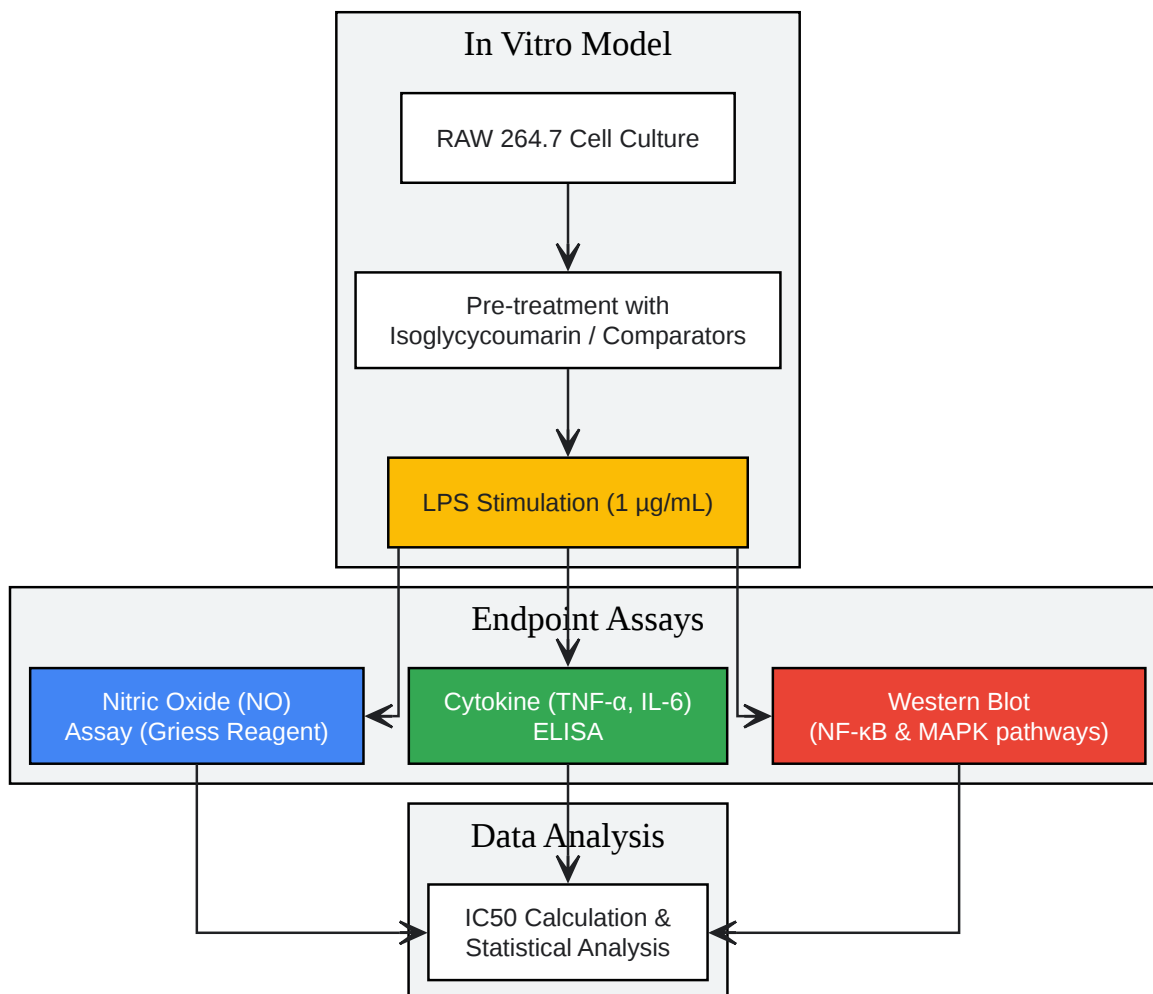 In Vitro Model
RAW 264.7 Cell Culture
Pre-treatment with
Isoglycycoumarin / Comparators
LPS Stimulation (1 µg/mL)
Endpoint Assays
Nitric Oxide (NO)
Assay (Griess Reagent)
Cytokine (TNF-α, IL-6)
ELISA
Western Blot
(NF-κB & MAPK pathways)
Data Analysis
IC50 Calculation &
Statistical Analysis